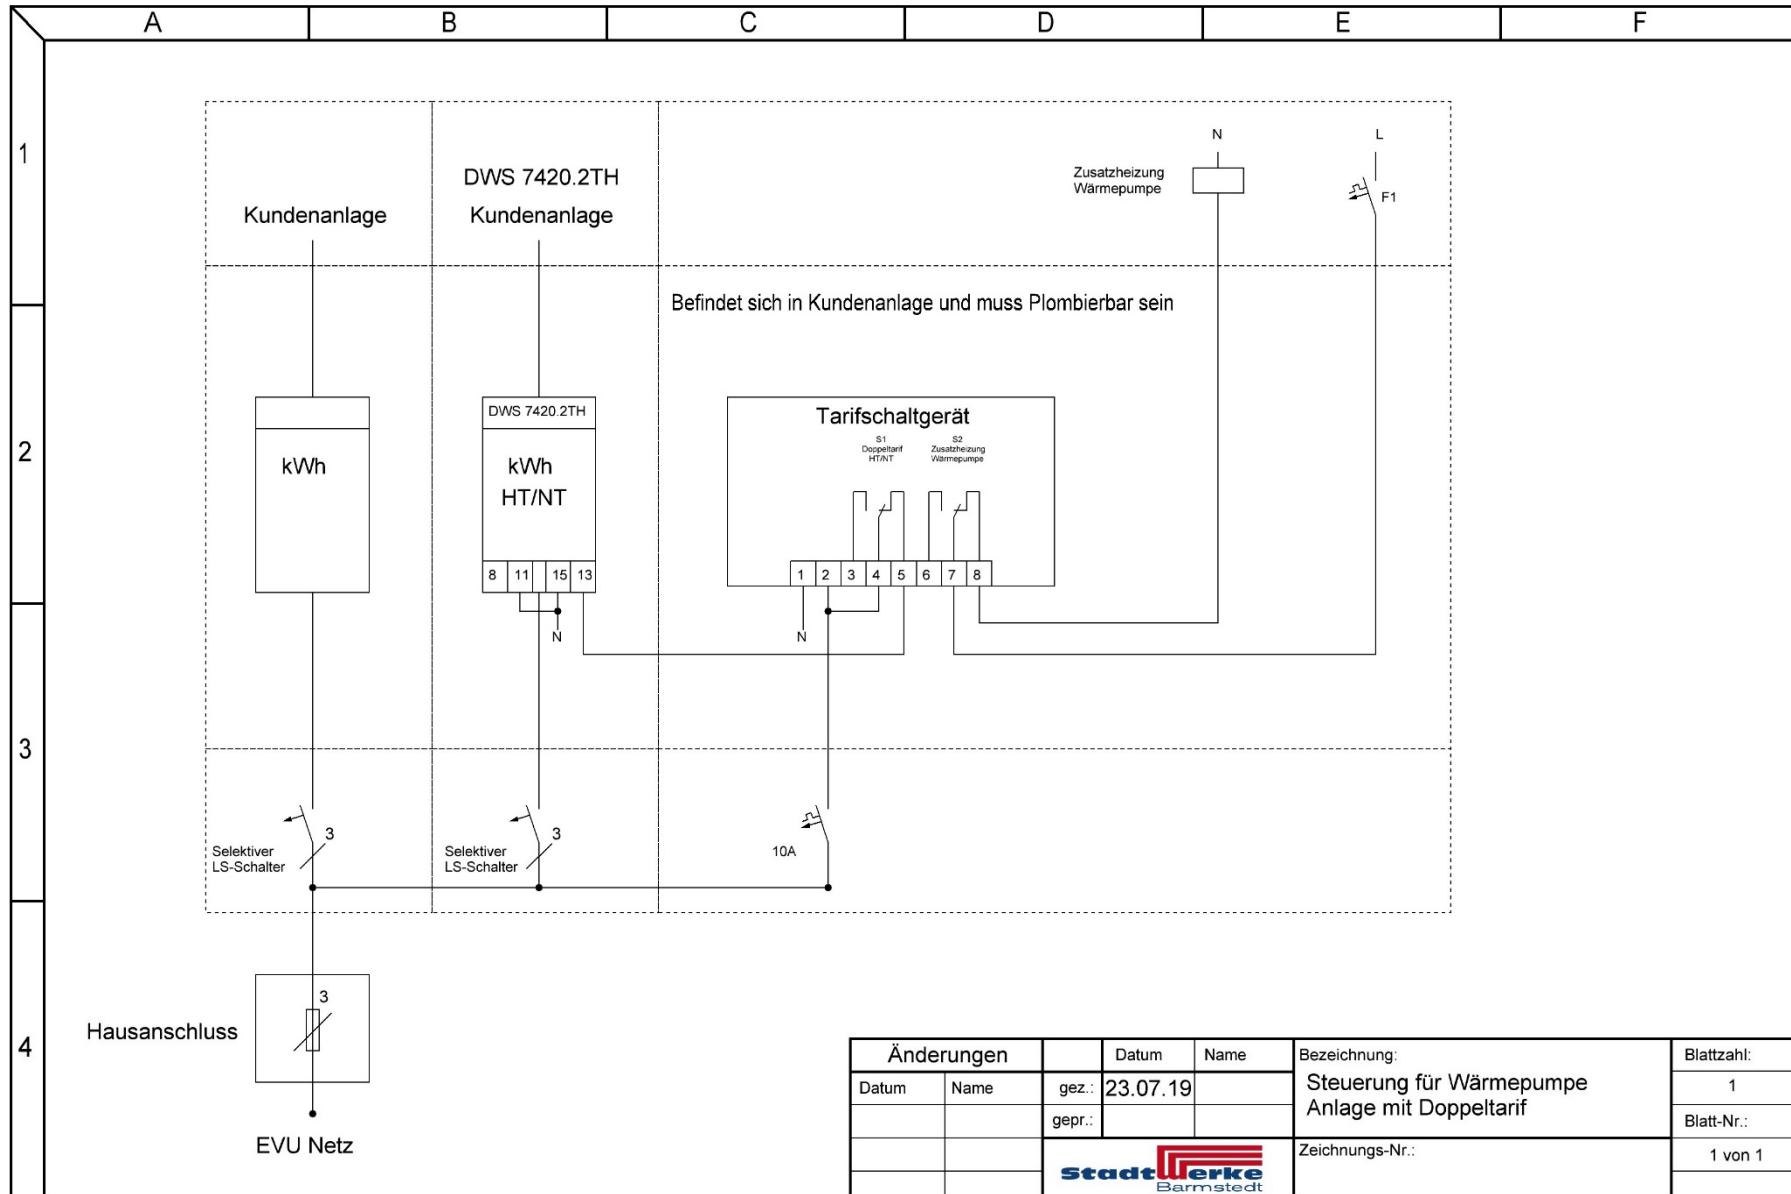 A B C D E F
1
2
3
4
N
L
Zusatzheizung
Wärmepumpe
F1
Kundenanlage
DWS 7420.2TH
Kundenanlage
Befindet sich in Kundenanlage und muss Plombierbar sein
kWh
DWS 7420.2TH
kWh
HT/NT
8 11 15 13
N
Tarifschaltgerät
S1
Doppeltarif
HT/NT
S2
Zusatzheizung
Wärmepumpe
1 2 3 4 5 6 7 8
N
3
Selektiver
LS-Schalter
3
Selektiver
LS-Schalter
10A
3
Hausanschluss
EVU Netz
Änderungen
Datum Name
Datum Name
gez.: 23.07.19
gepr.:
Bezeichnung:
Steuerung für Wärmepumpe
Anlage mit Doppeltarif
Zeichnungs-Nr.:
Blattzahl:
1
Blatt-Nr.:
1 von 1
StadtWerke
Barmstedt